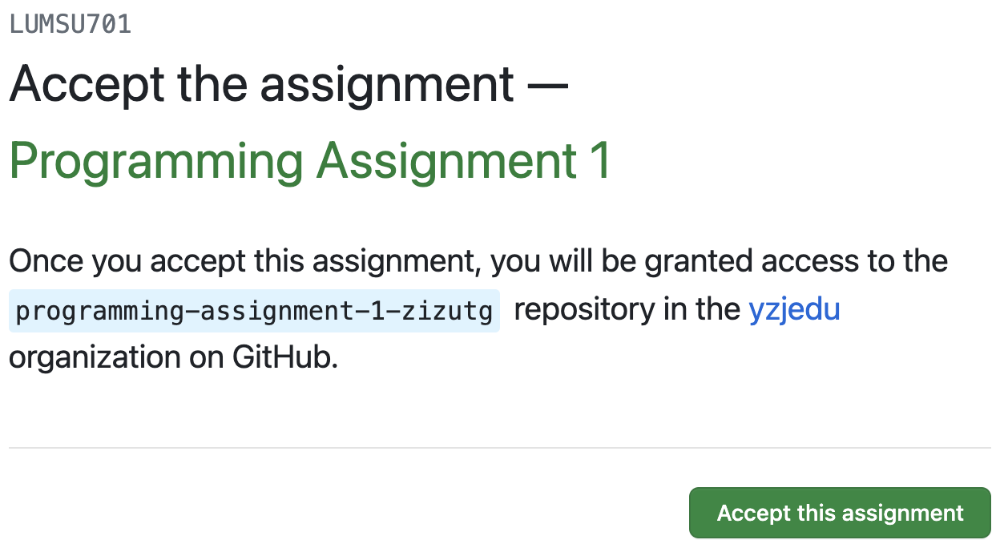 LUMSU701
Accept the assignment —
Programming Assignment 1
Once you accept this assignment, you will be granted access to the
programming-assignment-1-zizutg repository in the yzjedu
organization on GitHub.
Accept this assignment